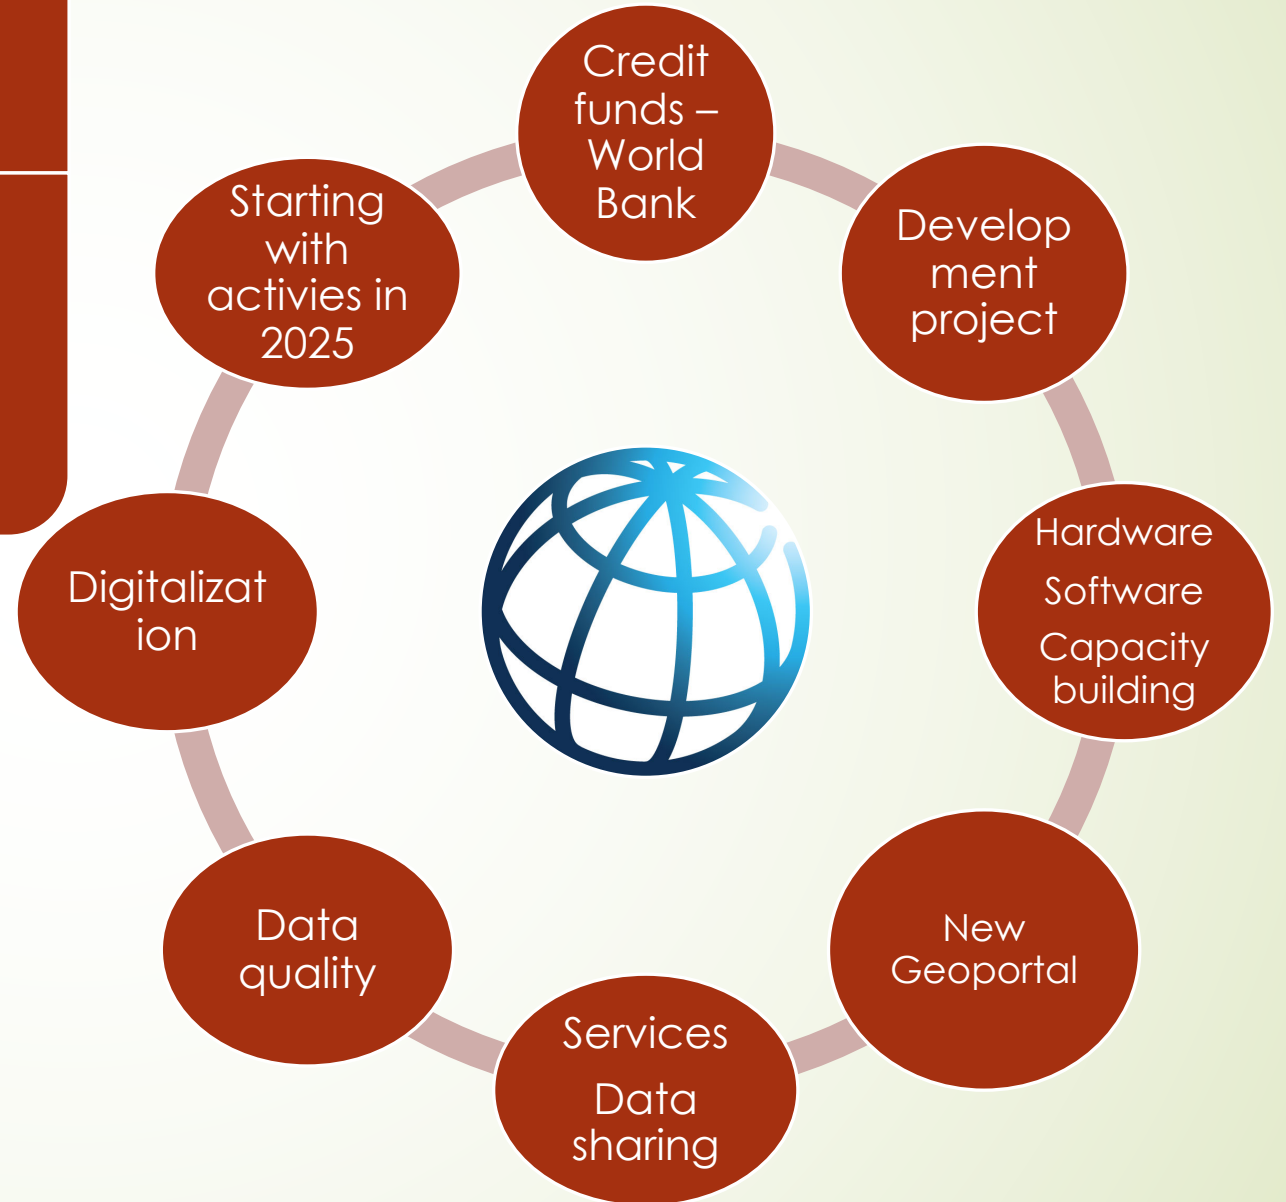 Credit
funds –
World
Bank
Develop
ment
project
Hardware
Software
Capacity
building
New
Geoportal
Services
Data
sharing
Data
quality
Digitalizat
ion
Starting
with
activies in
2025